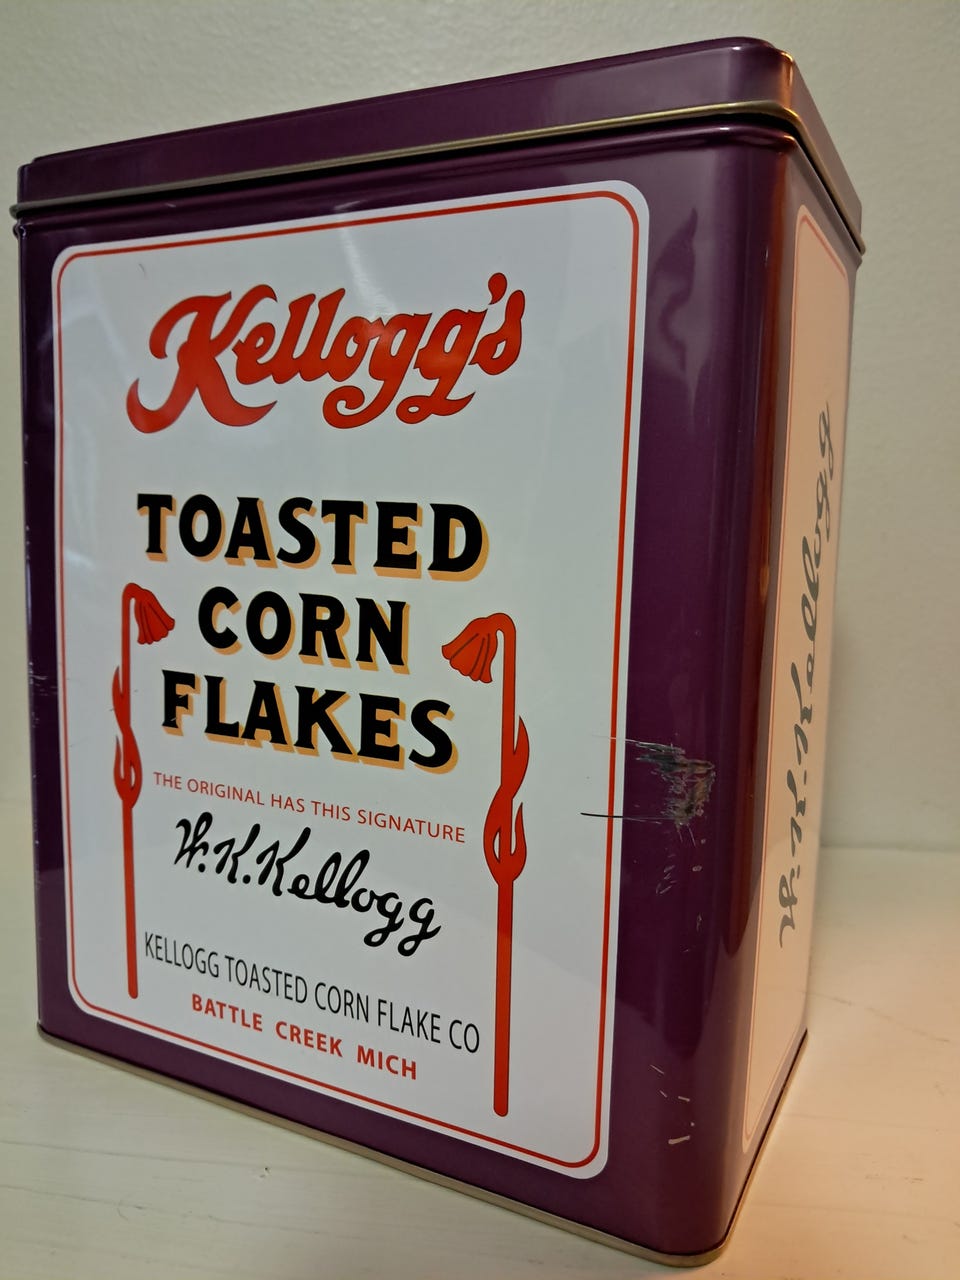 Kellogg's
TOASTED
CORN
FLAKES
THE ORIGINAL HAS THIS SIGNATURE
W.K.Kellogg
KELLOGG TOASTED CORN FLAKE CO
BATTLE CREEK MICH
W.K.Kellogg